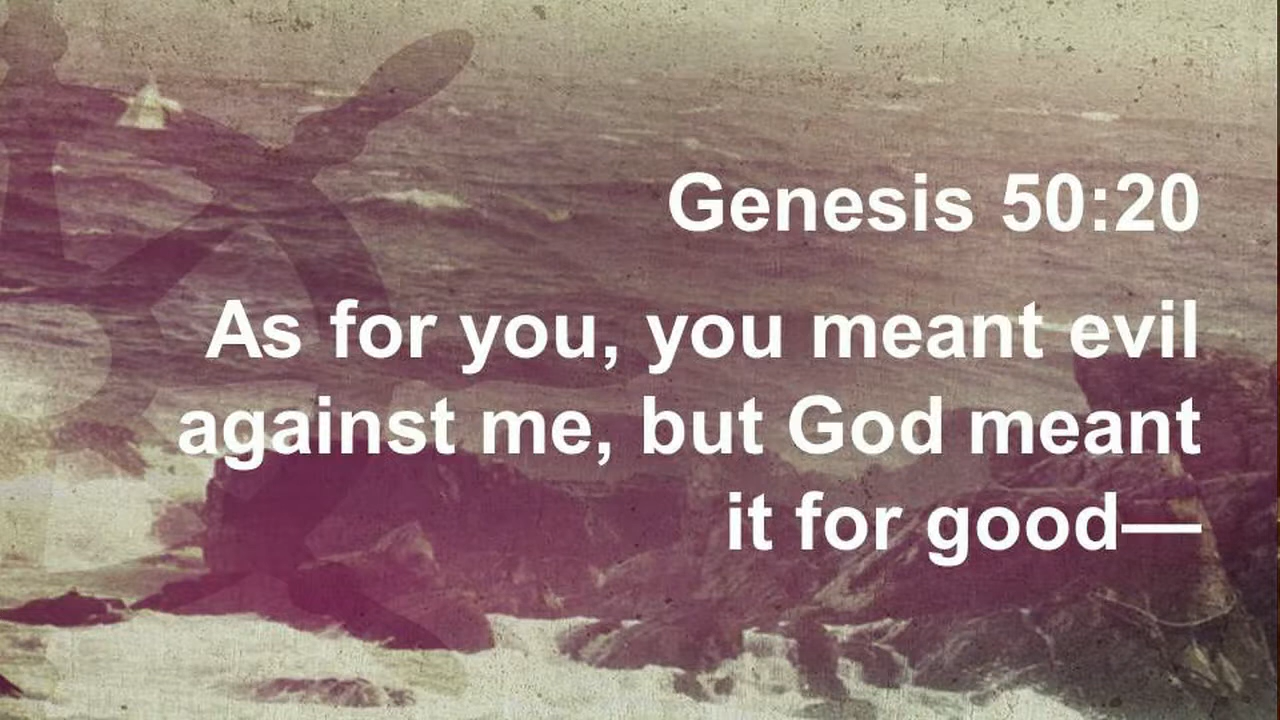 Genesis 50:20
As for you, you meant evil
against me, but God meant
it for good—